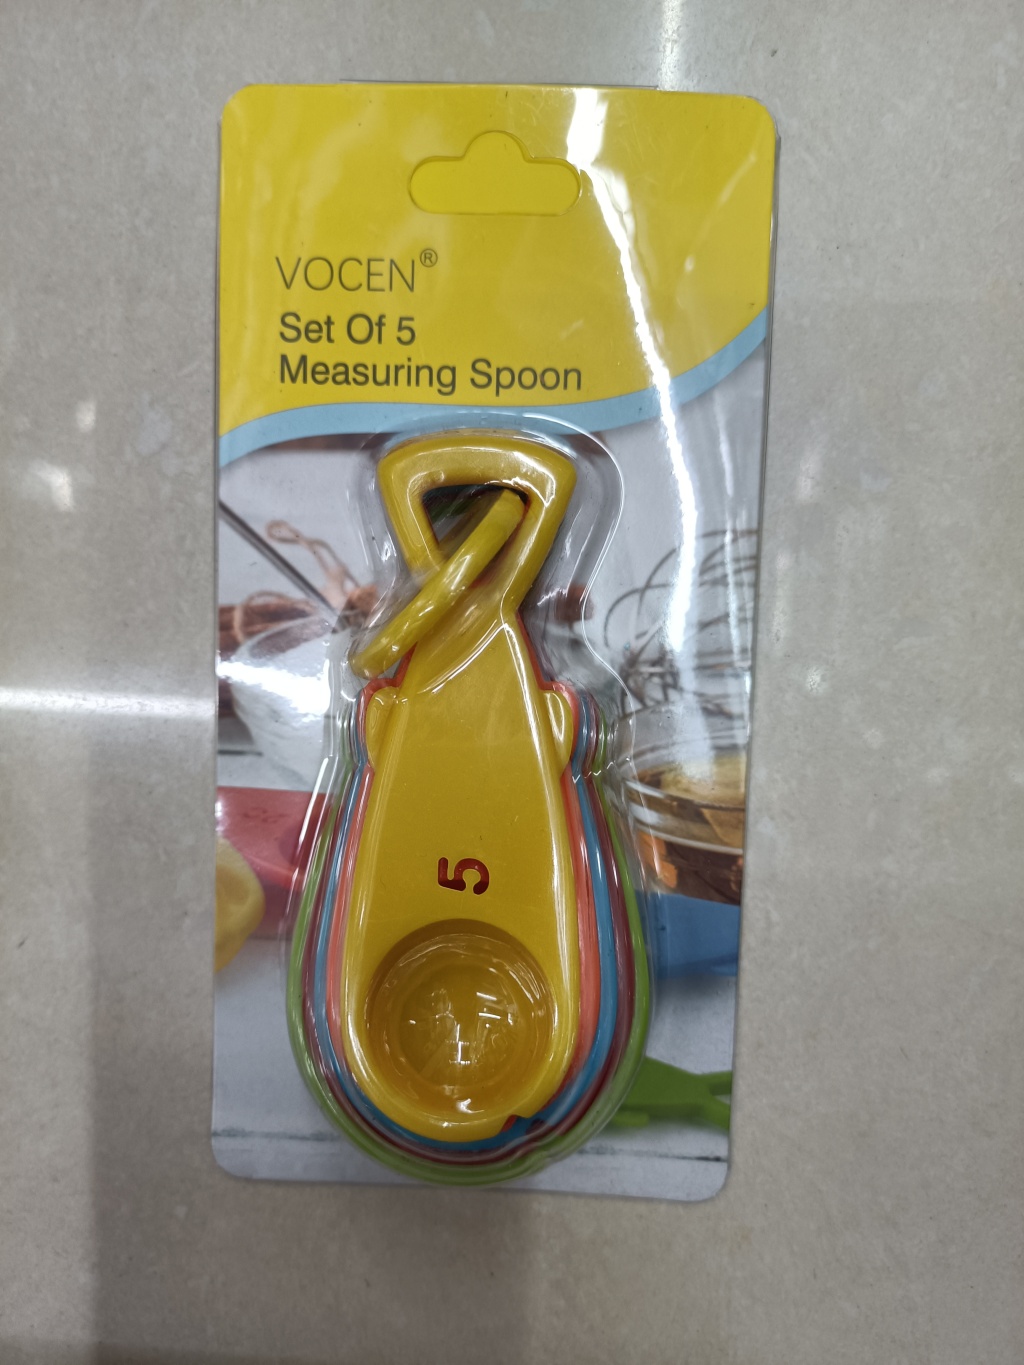 VOCEN®
Set Of 5
Measuring Spoon
5